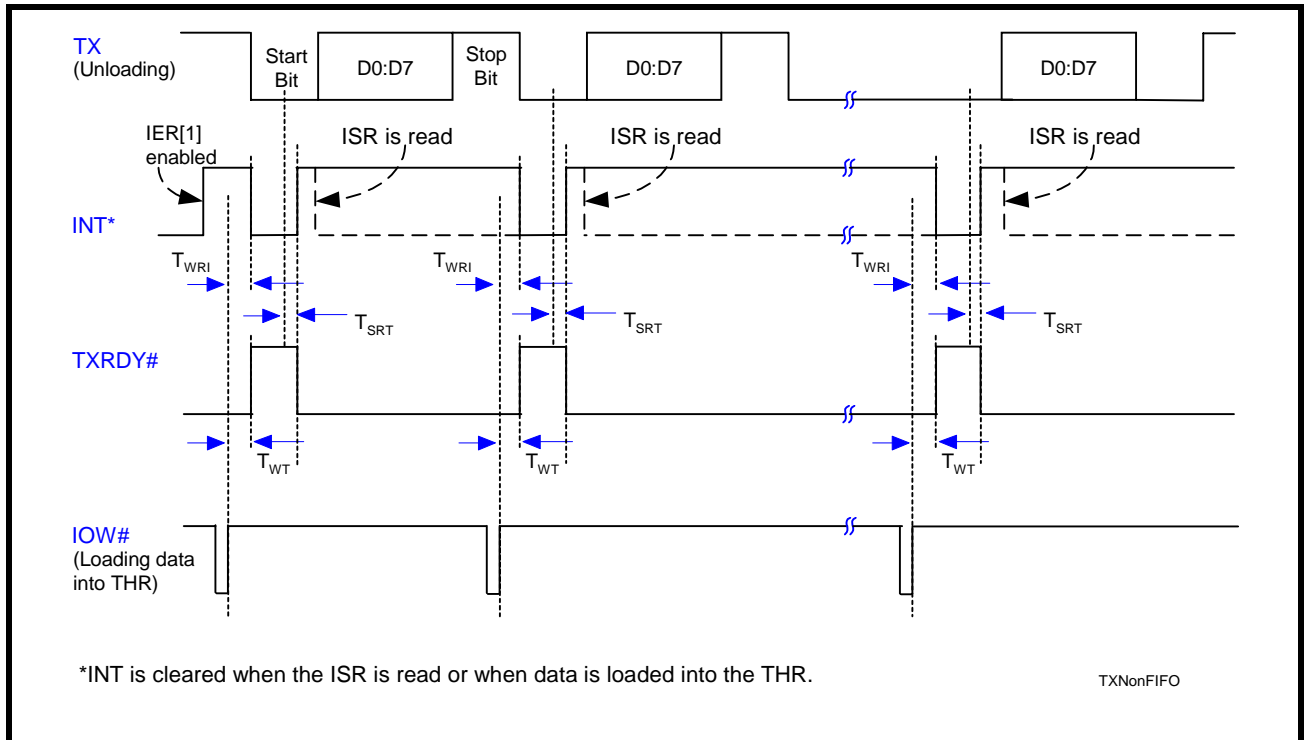 TX
(Unloading)
Start
Bit
D0:D7
Stop
Bit
D0:D7
D0:D7
IER[1]
enabled
ISR is read
ISR is read
ISR is read
INT*
TWRI
TWRI
TWRI
TSRT
TSRT
TSRT
TXRDY#
TWT
TWT
TWT
IOW#
(Loading data
into THR)
*INT is cleared when the ISR is read or when data is loaded into the THR.
TXNonFIFO